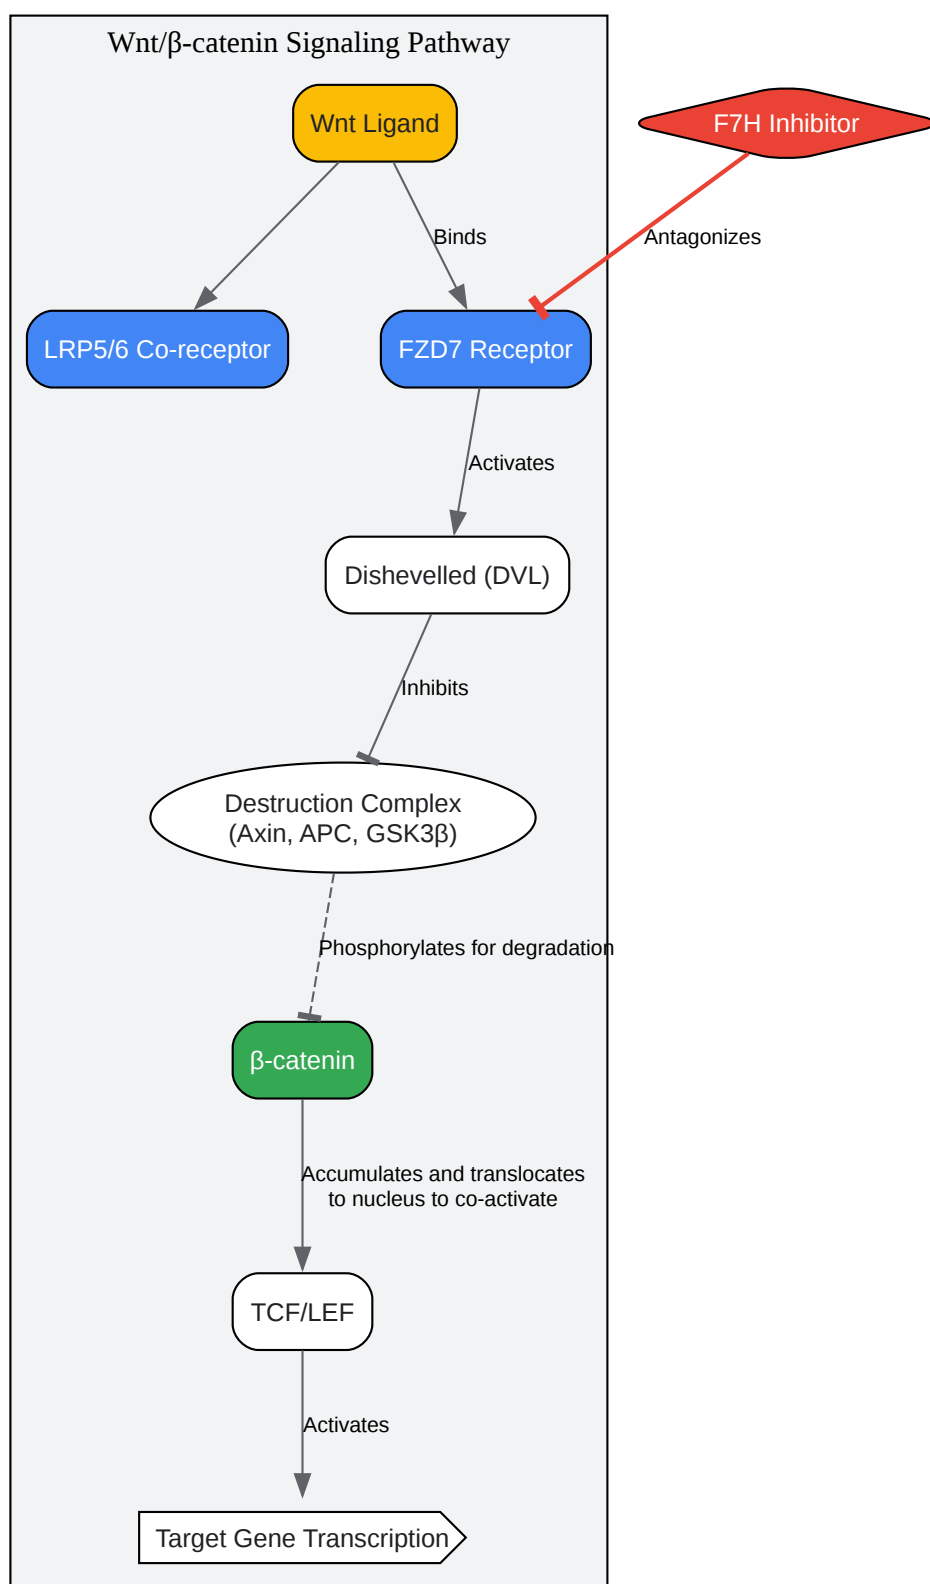 Wnt/β-catenin Signaling Pathway
Wnt Ligand
F7H Inhibitor
Binds
Antagonizes
LRP5/6 Co-receptor
FZD7 Receptor
Activates
Dishevelled (DVL)
Inhibits
Destruction Complex
(Axin, APC, GSK3β)
Phosphorylates for degradation
β-catenin
Accumulates and translocates
to nucleus to co-activate
TCF/LEF
Activates
Target Gene Transcription